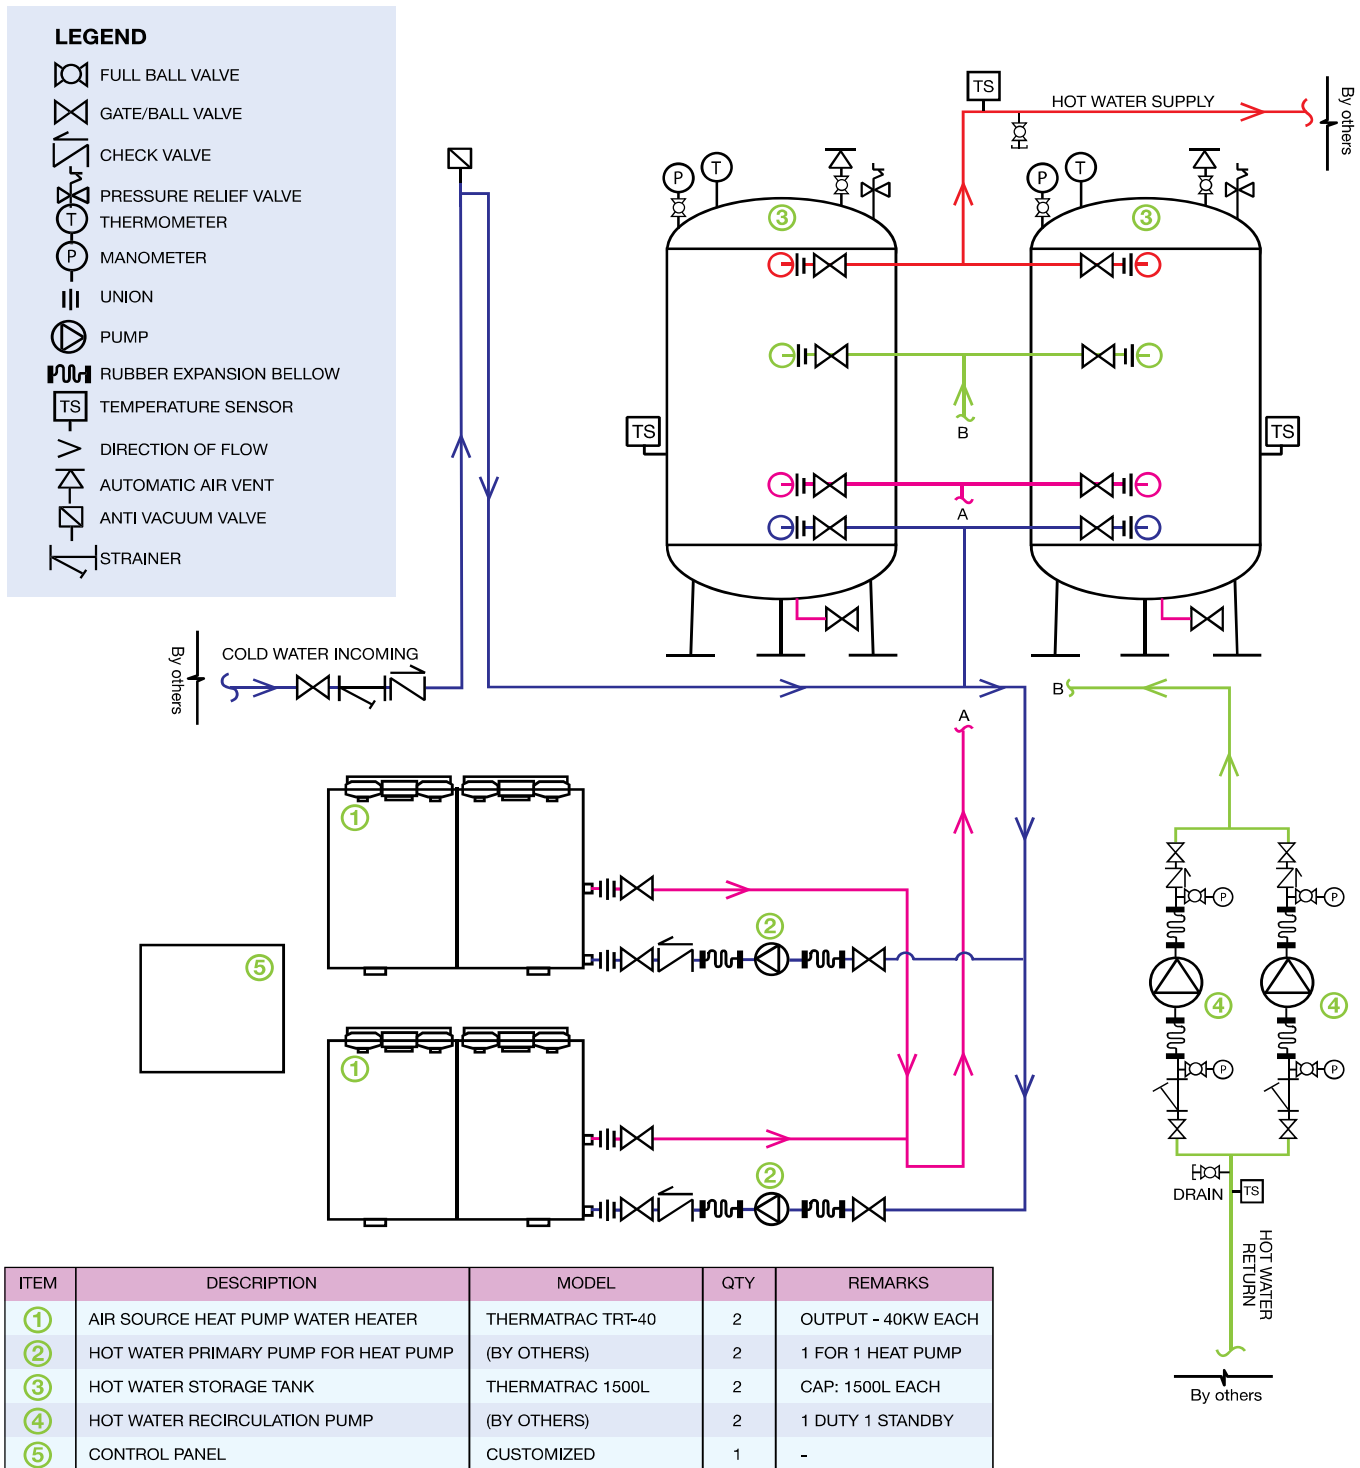 LEGEND
FULL BALL VALVE
GATE/BALL VALVE
CHECK VALVE
PRESSURE RELIEF VALVE
T THERMOMETER
P MANOMETER
UNION
PUMP
RUBBER EXPANSION BELLOW
TS TEMPERATURE SENSOR
DIRECTION OF FLOW
AUTOMATIC AIR VENT
ANTI VACUUM VALVE
STRAINER
TS
HOT WATER SUPPLY
By others
P
T
P
T
3
3
TS
TS
B
A
By others
COLD WATER INCOMING
B
A
1
2
5
1
2
P
P
4
4
P
P
DRAIN
TS
HOT WATER
RETURN
By others
ITEM DESCRIPTION MODEL QTY REMARKS
1 AIR SOURCE HEAT PUMP WATER HEATER THERMATRAC TRT-40 2 OUTPUT - 40KW EACH
2 HOT WATER PRIMARY PUMP FOR HEAT PUMP (BY OTHERS) 2 1 FOR 1 HEAT PUMP
3 HOT WATER STORAGE TANK THERMATRAC 1500L 2 CAP: 1500L EACH
4 HOT WATER RECIRCULATION PUMP (BY OTHERS) 2 1 DUTY 1 STANDBY
5 CONTROL PANEL CUSTOMIZED 1 -